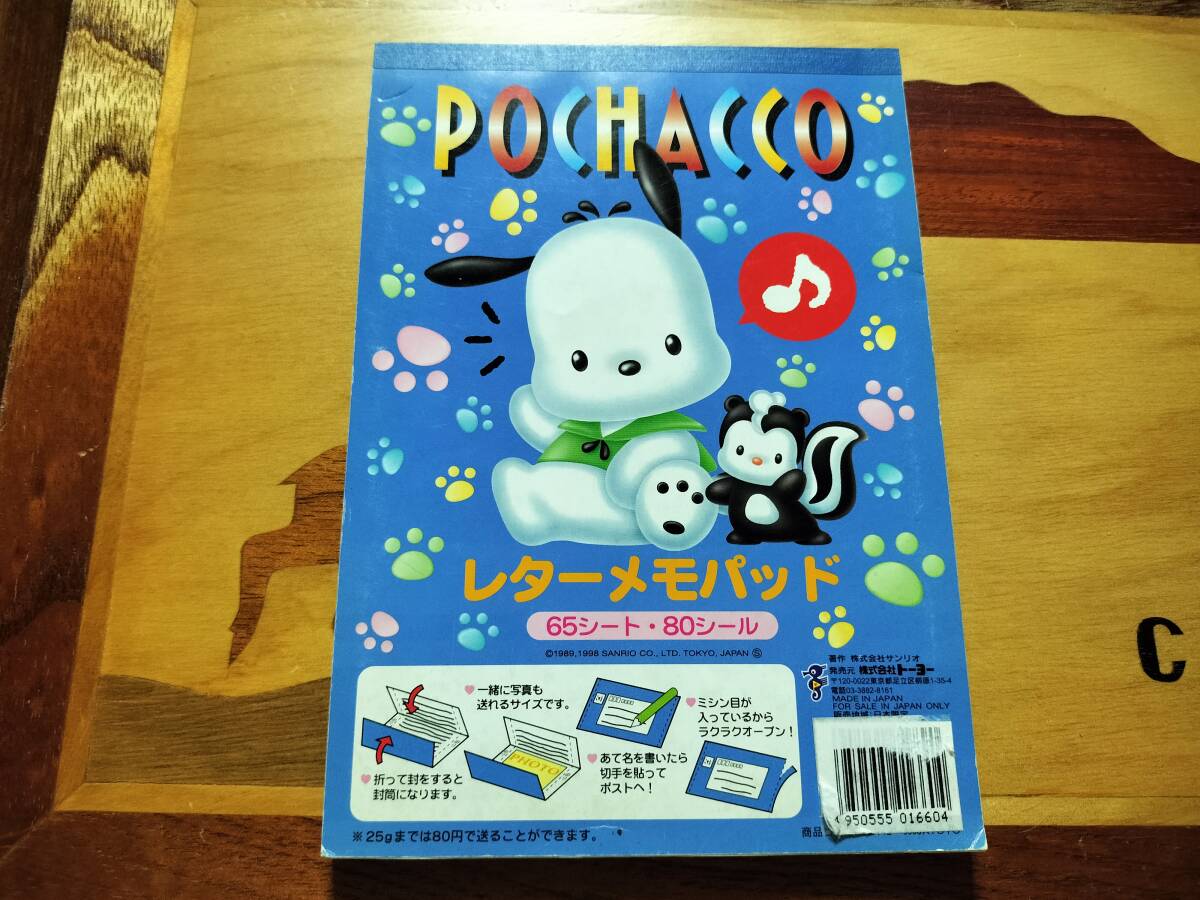 POCHACCO
レターメモパッド
65シート・80シール
©1989,1998 SANRIO CO., LTD. TOKYO, JAPAN Ⓢ
著作 株式会社サンリオ
発売元 株式会社トーヨー
〒120-0022東京都足立区柳原1-35-4
電話03-3882-8161
MADE IN JAPAN
FOR SALE IN JAPAN ONLY
販売地域:日本限定
♥折って封をすると
封筒になります。
♥一緒に写真も
送れるサイズです。
PHOTO
♥あて名を書いたら
切手を貼って
ポストへ!
♥ミシン目が
入っているから
ラクラクオープン!
※25gまでは80円で送ることができます。
商品
4950555 016604
C